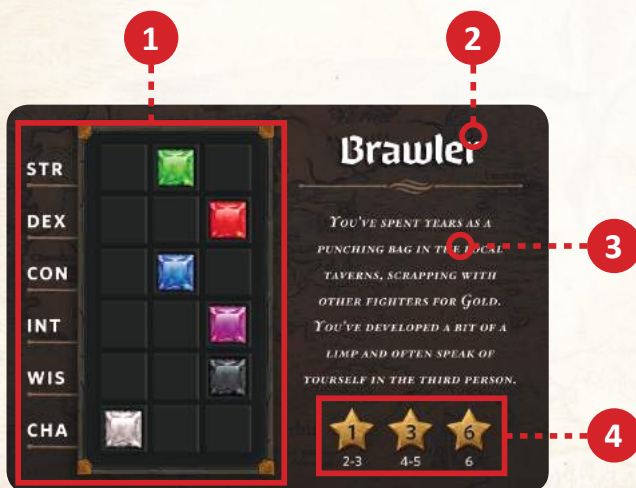 1
2
STR
DEX
CON
INT
WIS
CHA
Brawler
You've spent years as a
punching bag in the local
taverns, scrapping with
other fighters for Gold.
You've developed a bit of a
limp and often speak of
yourself in the third person.
3
1 3 6
2-3 4-5 6
4